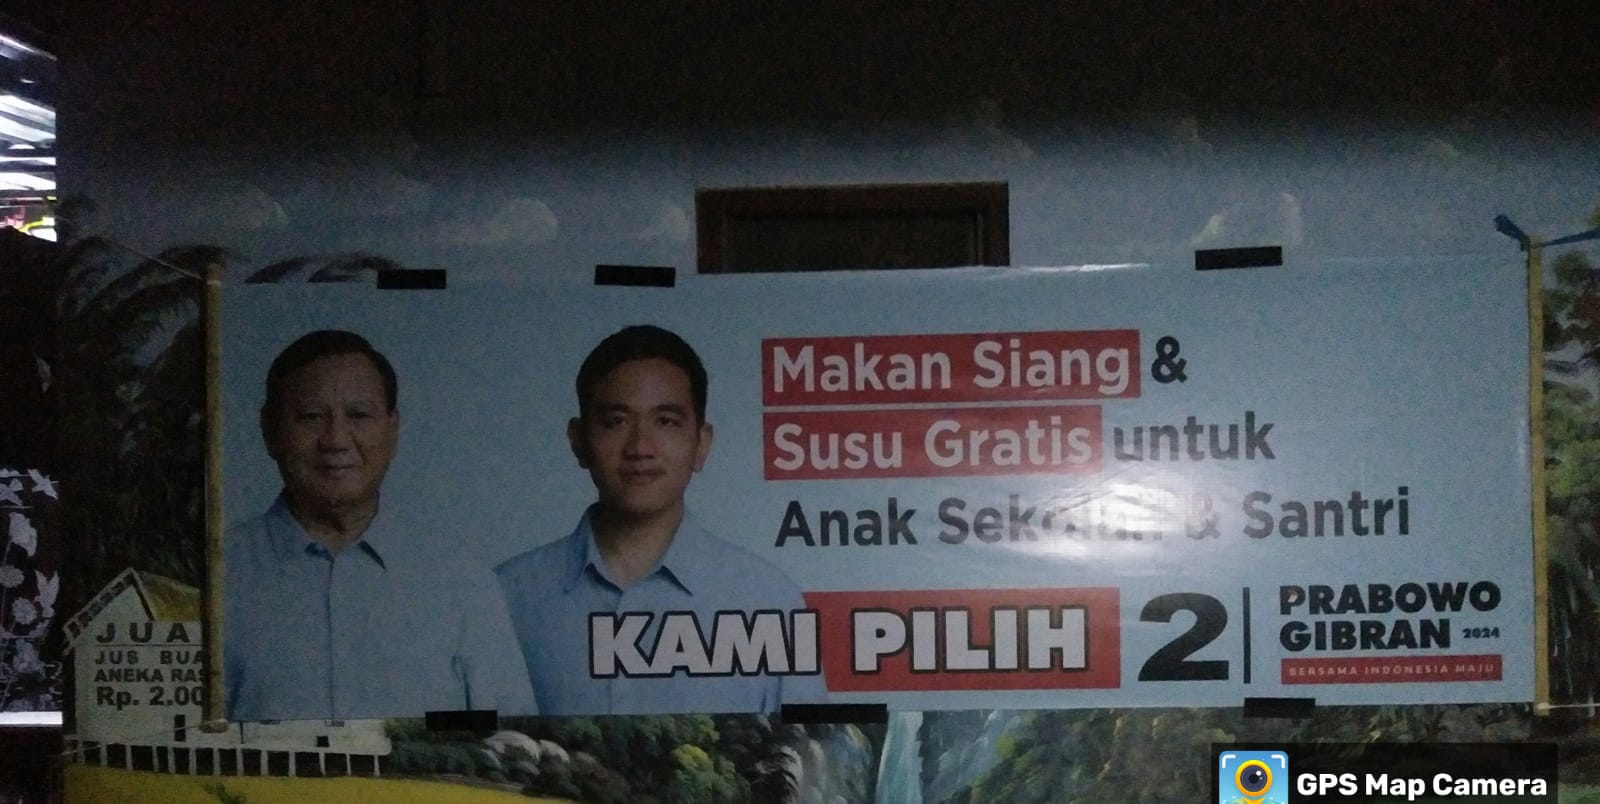 Makan Siang &
Susu Gratis untuk
Anak Sekolah & Santri
KAMI PILIH 2
PRABOWO
GIBRAN 2024
BERSAMA INDONESIA MAJU
JUA
JUS BUA
ANEKA RAS
Rp. 2.00
GPS Map Camera